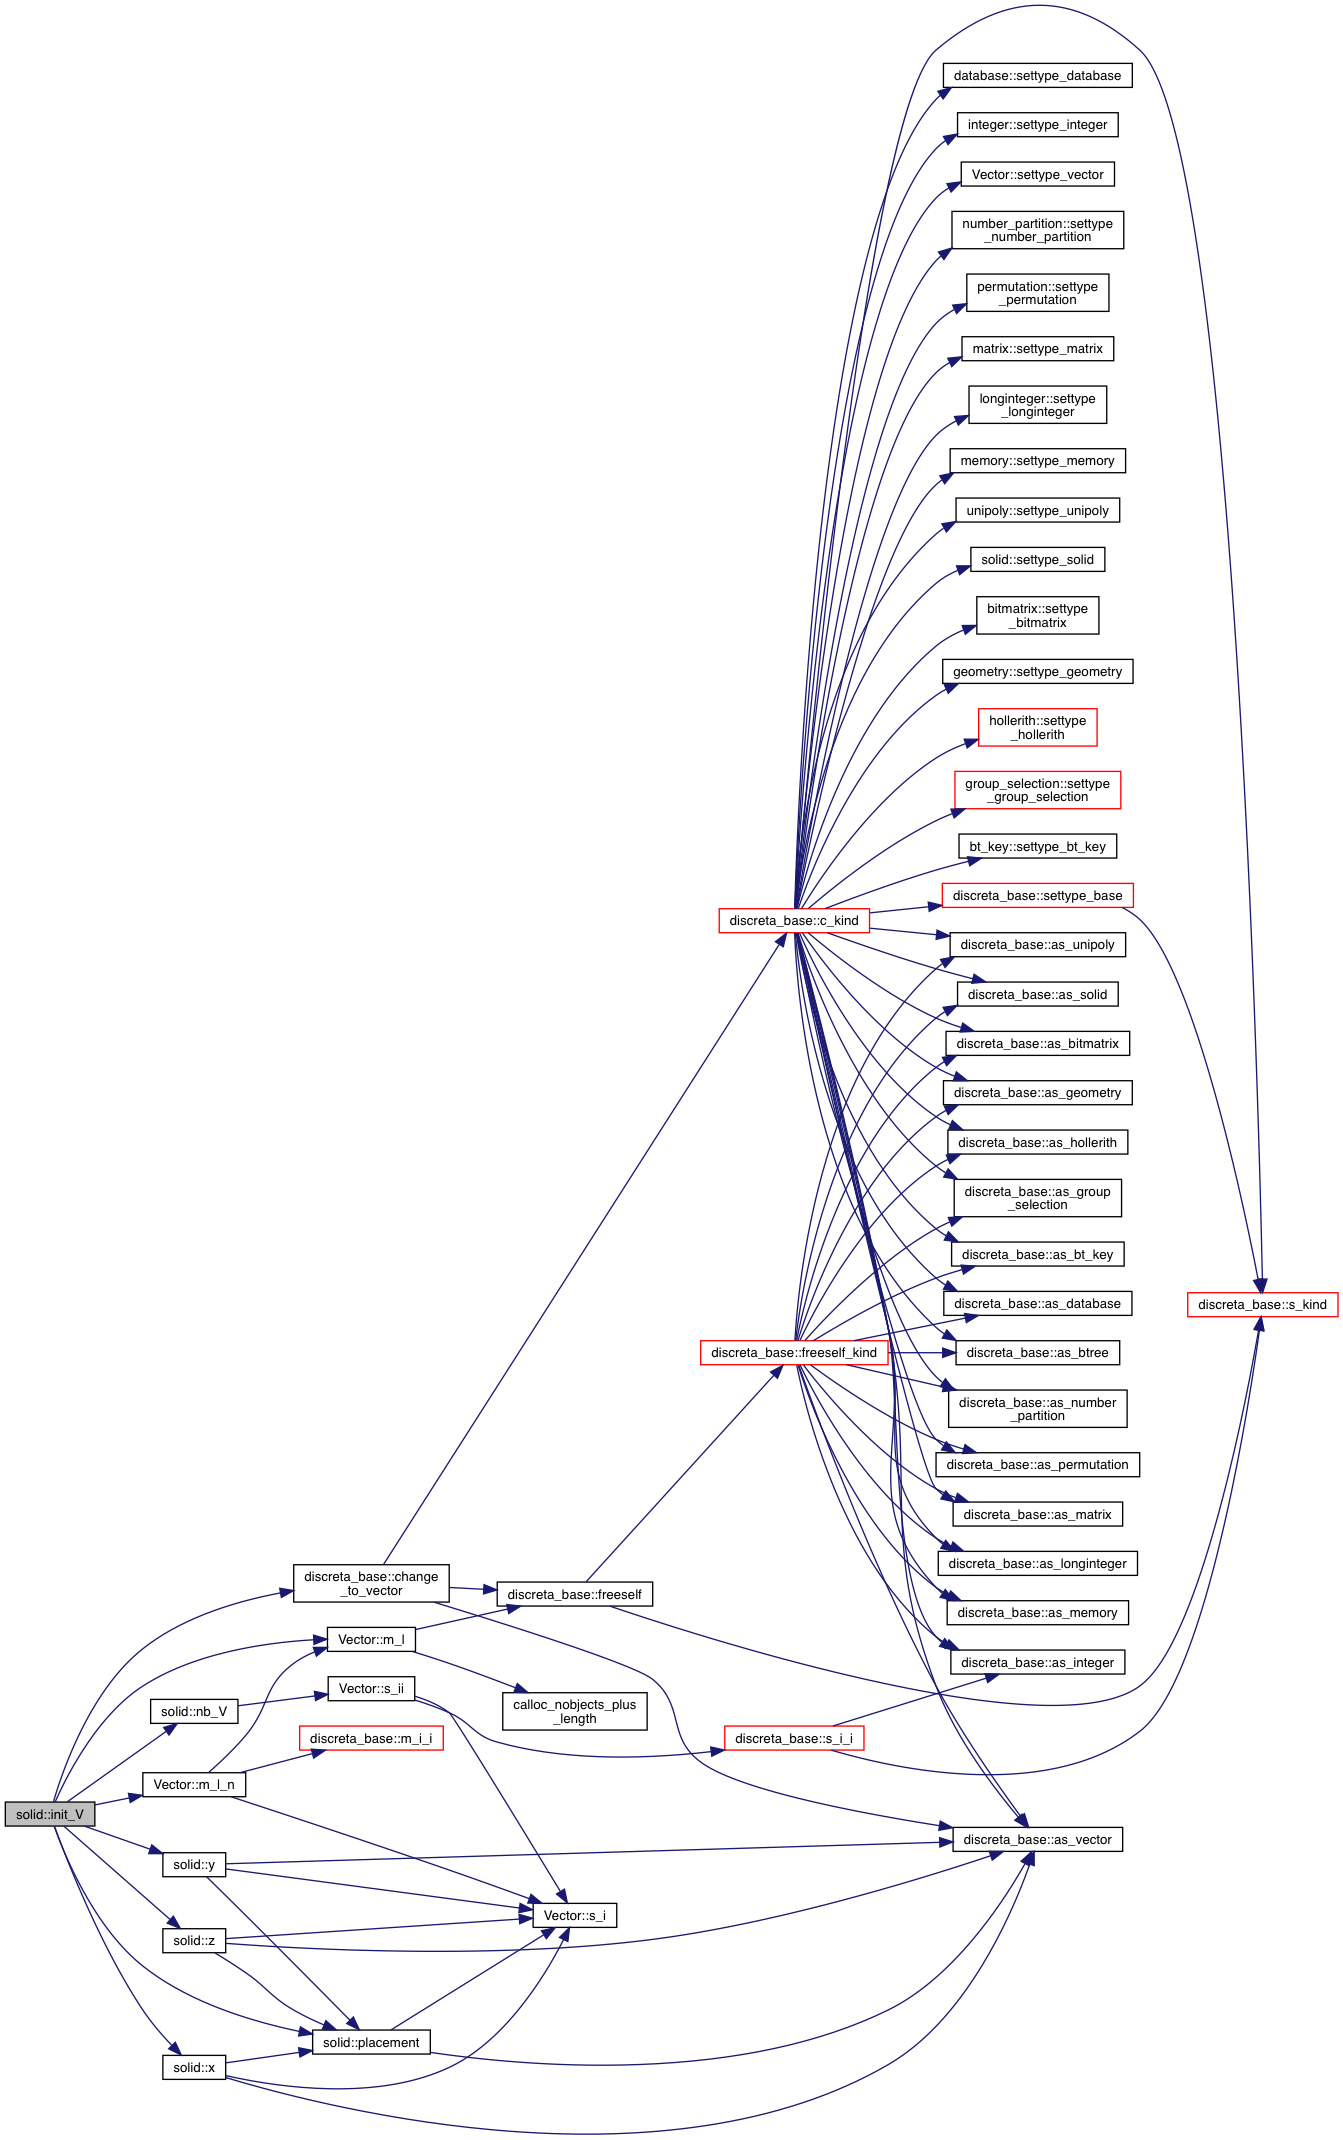 database::settype_database
integer::settype_integer
Vector::settype_vector
number_partition::settype
_number_partition
permutation::settype
_permutation
matrix::settype_matrix
longinteger::settype
_longinteger
memory::settype_memory
unipoly::settype_unipoly
solid::settype_solid
bitmatrix::settype
_bitmatrix
geometry::settype_geometry
hollerith::settype
_hollerith
group_selection::settype
_group_selection
bt_key::settype_bt_key
discreta_base::settype_base
discreta_base::c_kind
discreta_base::as_unipoly
discreta_base::as_solid
discreta_base::as_bitmatrix
discreta_base::as_geometry
discreta_base::as_hollerith
discreta_base::as_group
_selection
discreta_base::as_bt_key
discreta_base::as_database
discreta_base::s_kind
discreta_base::freeself_kind
discreta_base::as_btree
discreta_base::as_number
_partition
discreta_base::as_permutation
discreta_base::as_matrix
discreta_base::as_longinteger
discreta_base::change
_to_vector
discreta_base::freeself
discreta_base::as_memory
Vector::m_l
discreta_base::as_integer
Vector::s_ii
solid::nb_V
calloc_nobjects_plus
_length
discreta_base::m_i_i
discreta_base::s_i_i
Vector::m_l_n
solid::init_V
discreta_base::as_vector
solid::y
Vector::s_i
solid::z
solid::placement
solid::x